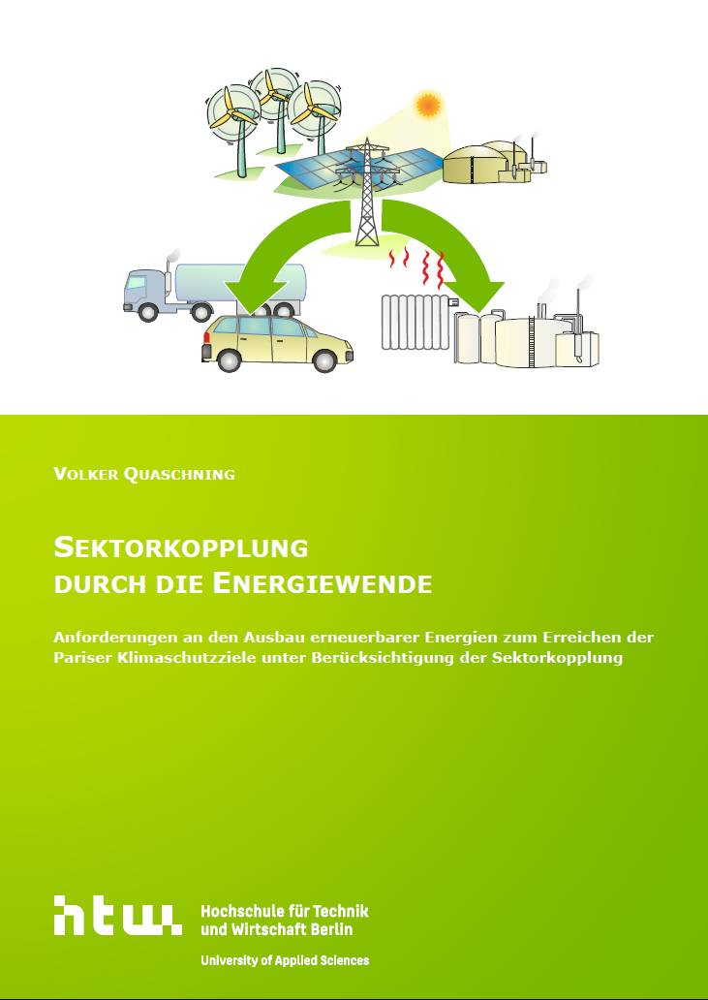 VOLKER QUASCHNING
SEKTORKOPPLUNG
DURCH DIE ENERGIEWENDE
Anforderungen an den Ausbau erneuerbarer Energien zum Erreichen der
Pariser Klimaschutzziele unter Berücksichtigung der Sektorkopplung
htw.
Hochschule für Technik
und Wirtschaft Berlin
University of Applied Sciences